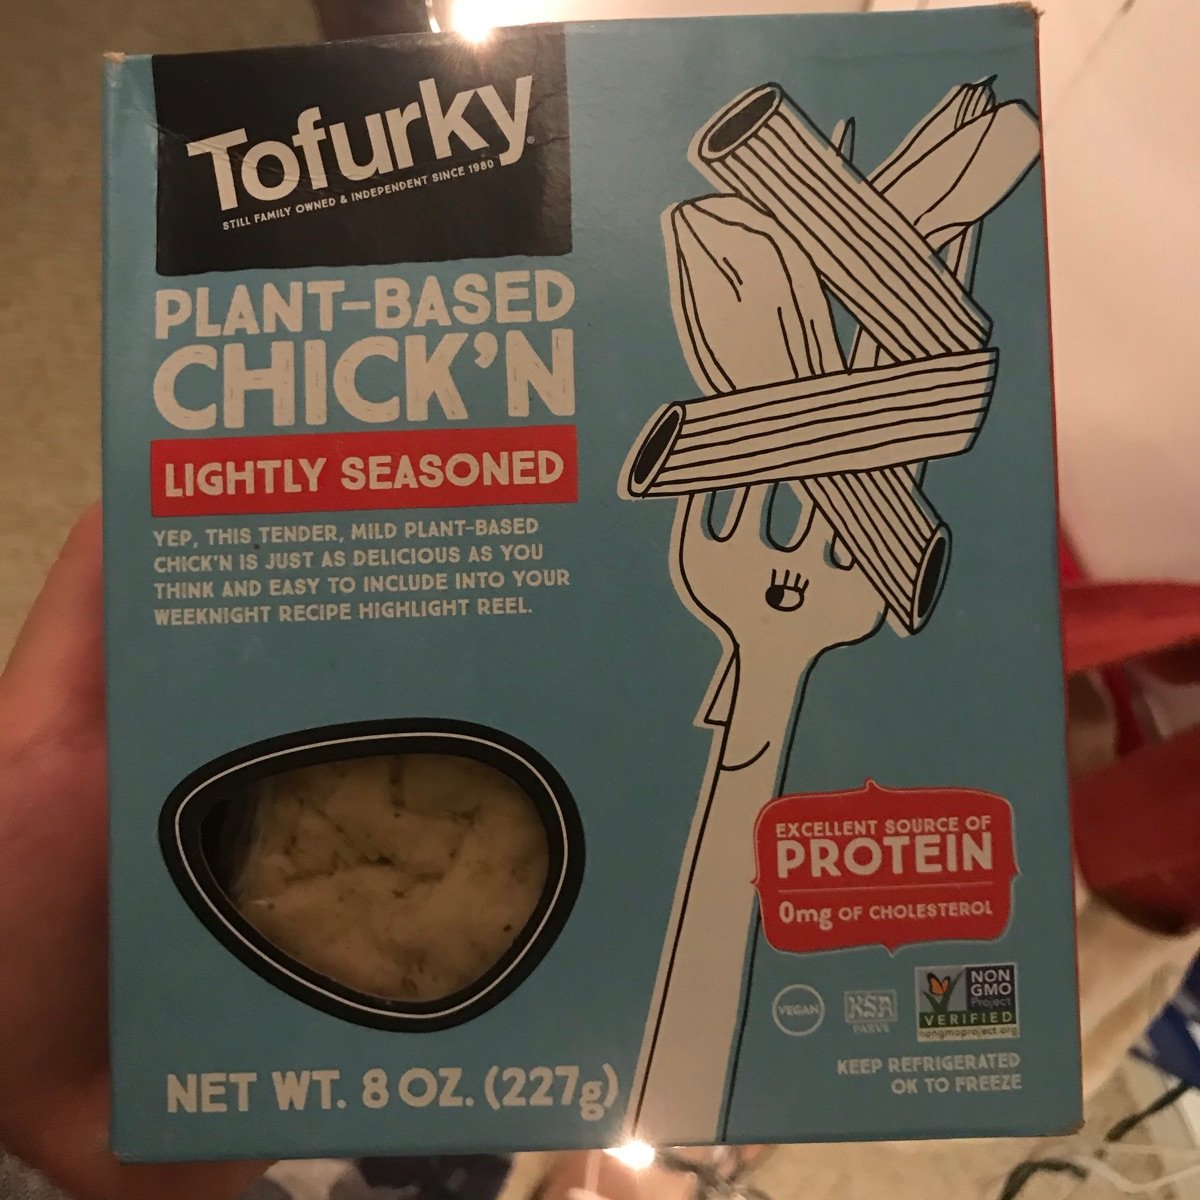 Tofurky®
STILL FAMILY OWNED & INDEPENDENT SINCE 1980
PLANT-BASED
CHICK'N
LIGHTLY SEASONED
YEP, THIS TENDER, MILD PLANT-BASED
CHICK'N IS JUST AS DELICIOUS AS YOU
THINK AND EASY TO INCLUDE INTO YOUR
WEEKNIGHT RECIPE HIGHLIGHT REEL.
EXCELLENT SOURCE OF
PROTEIN
0mg OF CHOLESTEROL
VEGAN
KSA
PARVE
NON
GMO
Project
VERIFIED
nongmoproject.org
KEEP REFRIGERATED
OK TO FREEZE
NET WT. 8 OZ. (227g)